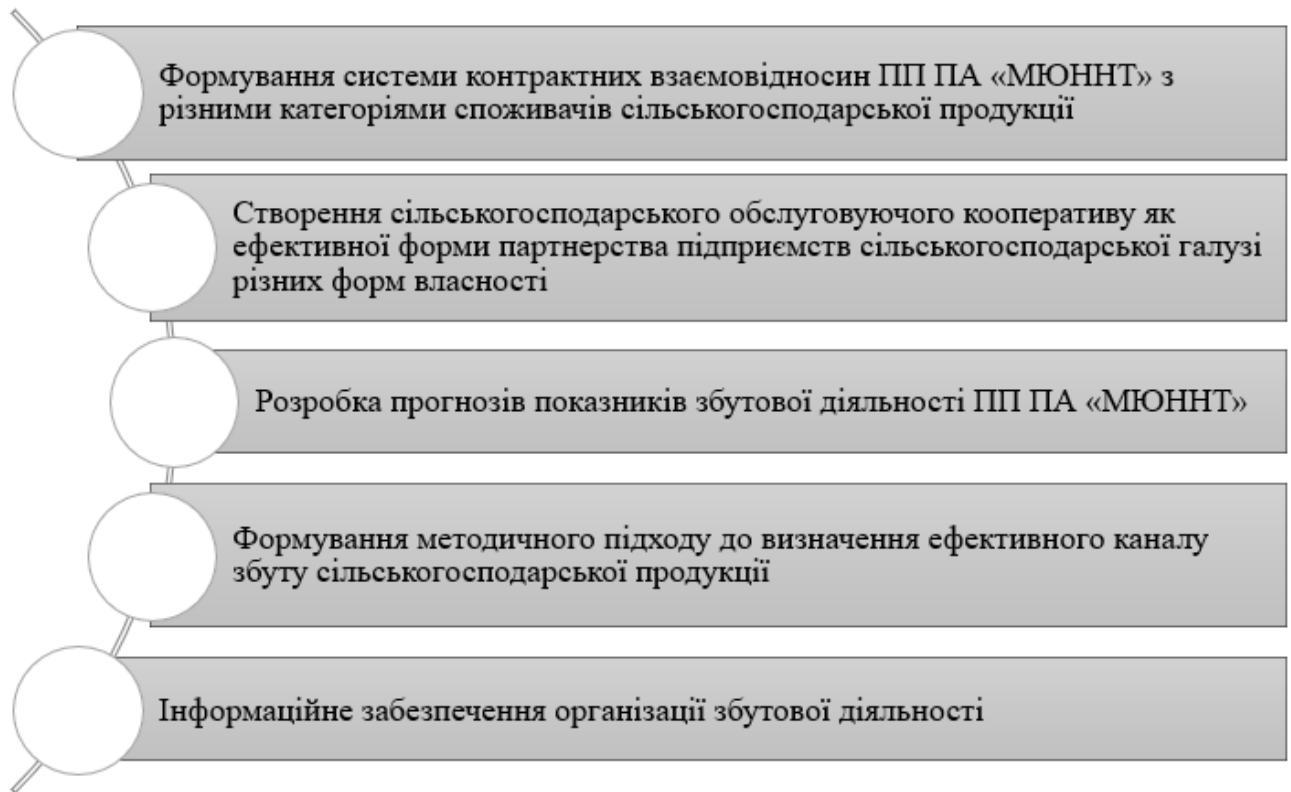 Формування системи контрактних взаємовідносин ПП ПА «МЮННТ» з
різними категоріями споживачів сільськогосподарської продукції
Створення сільськогосподарського обслуговуючого кооперативу як
ефективної форми партнерства підприємств сільськогосподарської галузі
різних форм власності
Розробка прогнозів показників збутової діяльності ПП ПА «МЮННТ»
Формування методичного підходу до визначення ефективного каналу
збуту сільськогосподарської продукції
Інформаційне забезпечення організації збутової діяльності